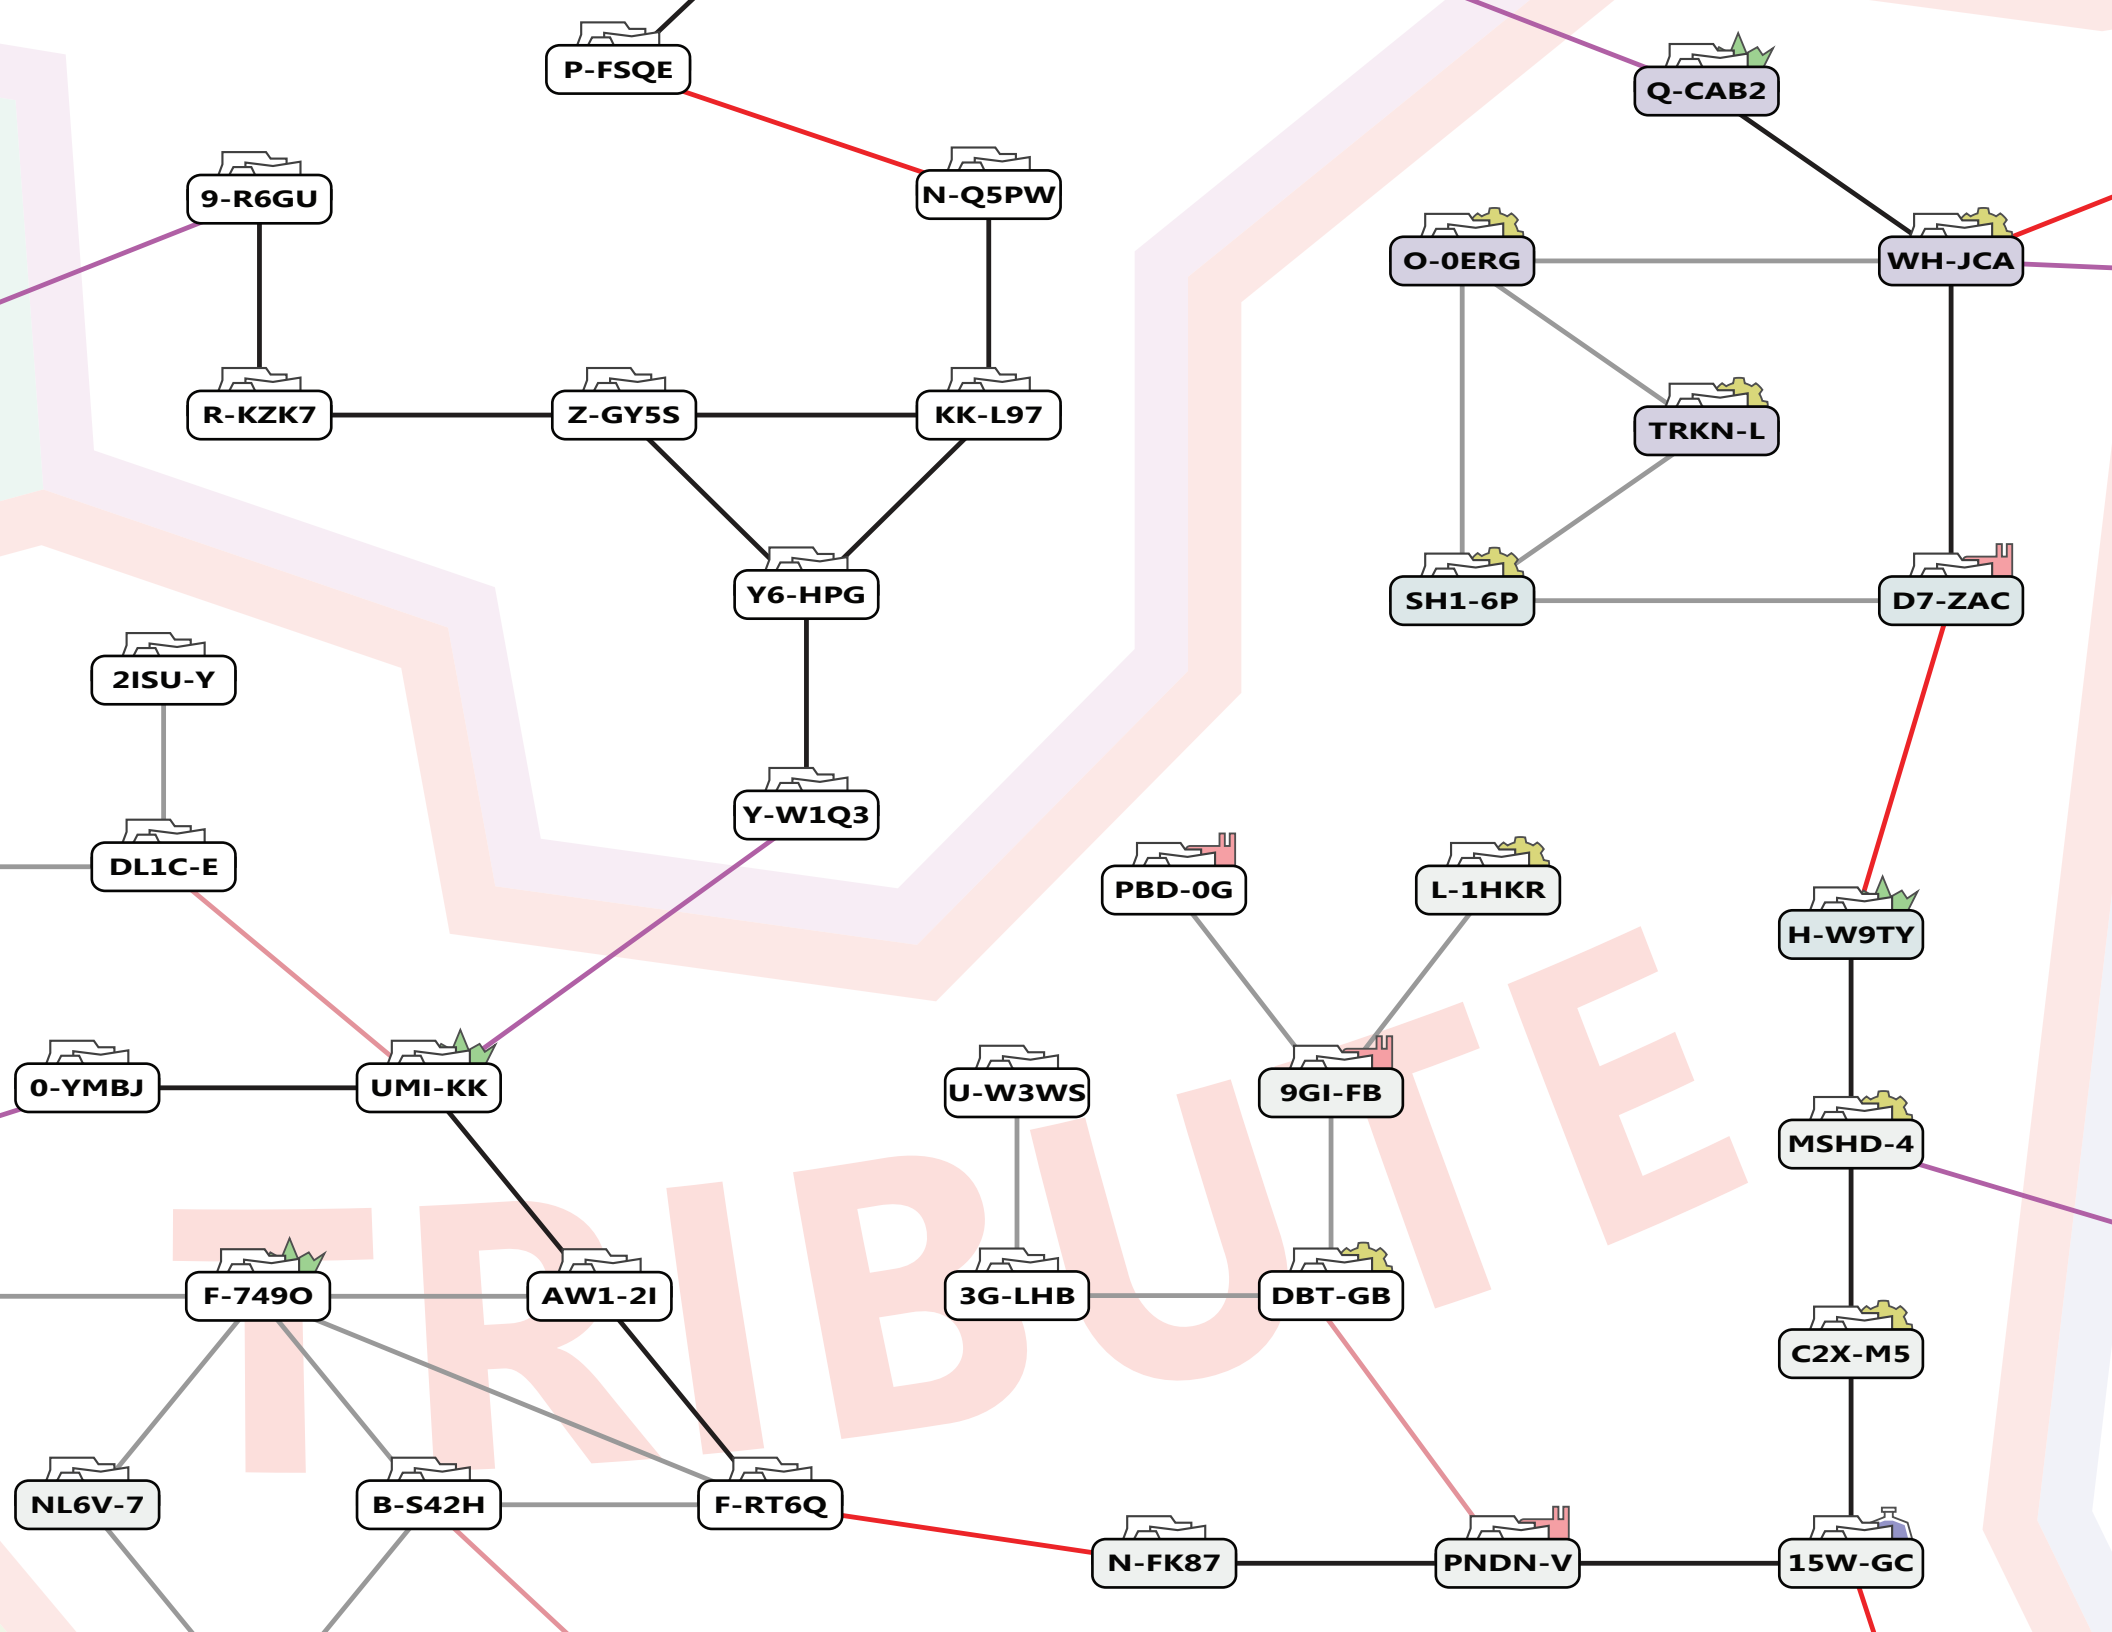 P-FSQE
Q-CAB2
9-R6GU
N-Q5PW
O-0ERG
WH-JCA
R-KZK7
Z-GY5S
KK-L97
TRKN-L
Y6-HPG
SH1-6P
D7-ZAC
2ISU-Y
Y-W1Q3
DL1C-E
PBD-0G
L-1HKR
H-W9TY
0-YMBJ
UMI-KK
U-W3WS
9GI-FB
MSHD-4
TRIBUTE
F-749O
AW1-2I
3G-LHB
DBT-GB
C2X-M5
NL6V-7
B-S42H
F-RT6Q
N-FK87
PNDN-V
15W-GC